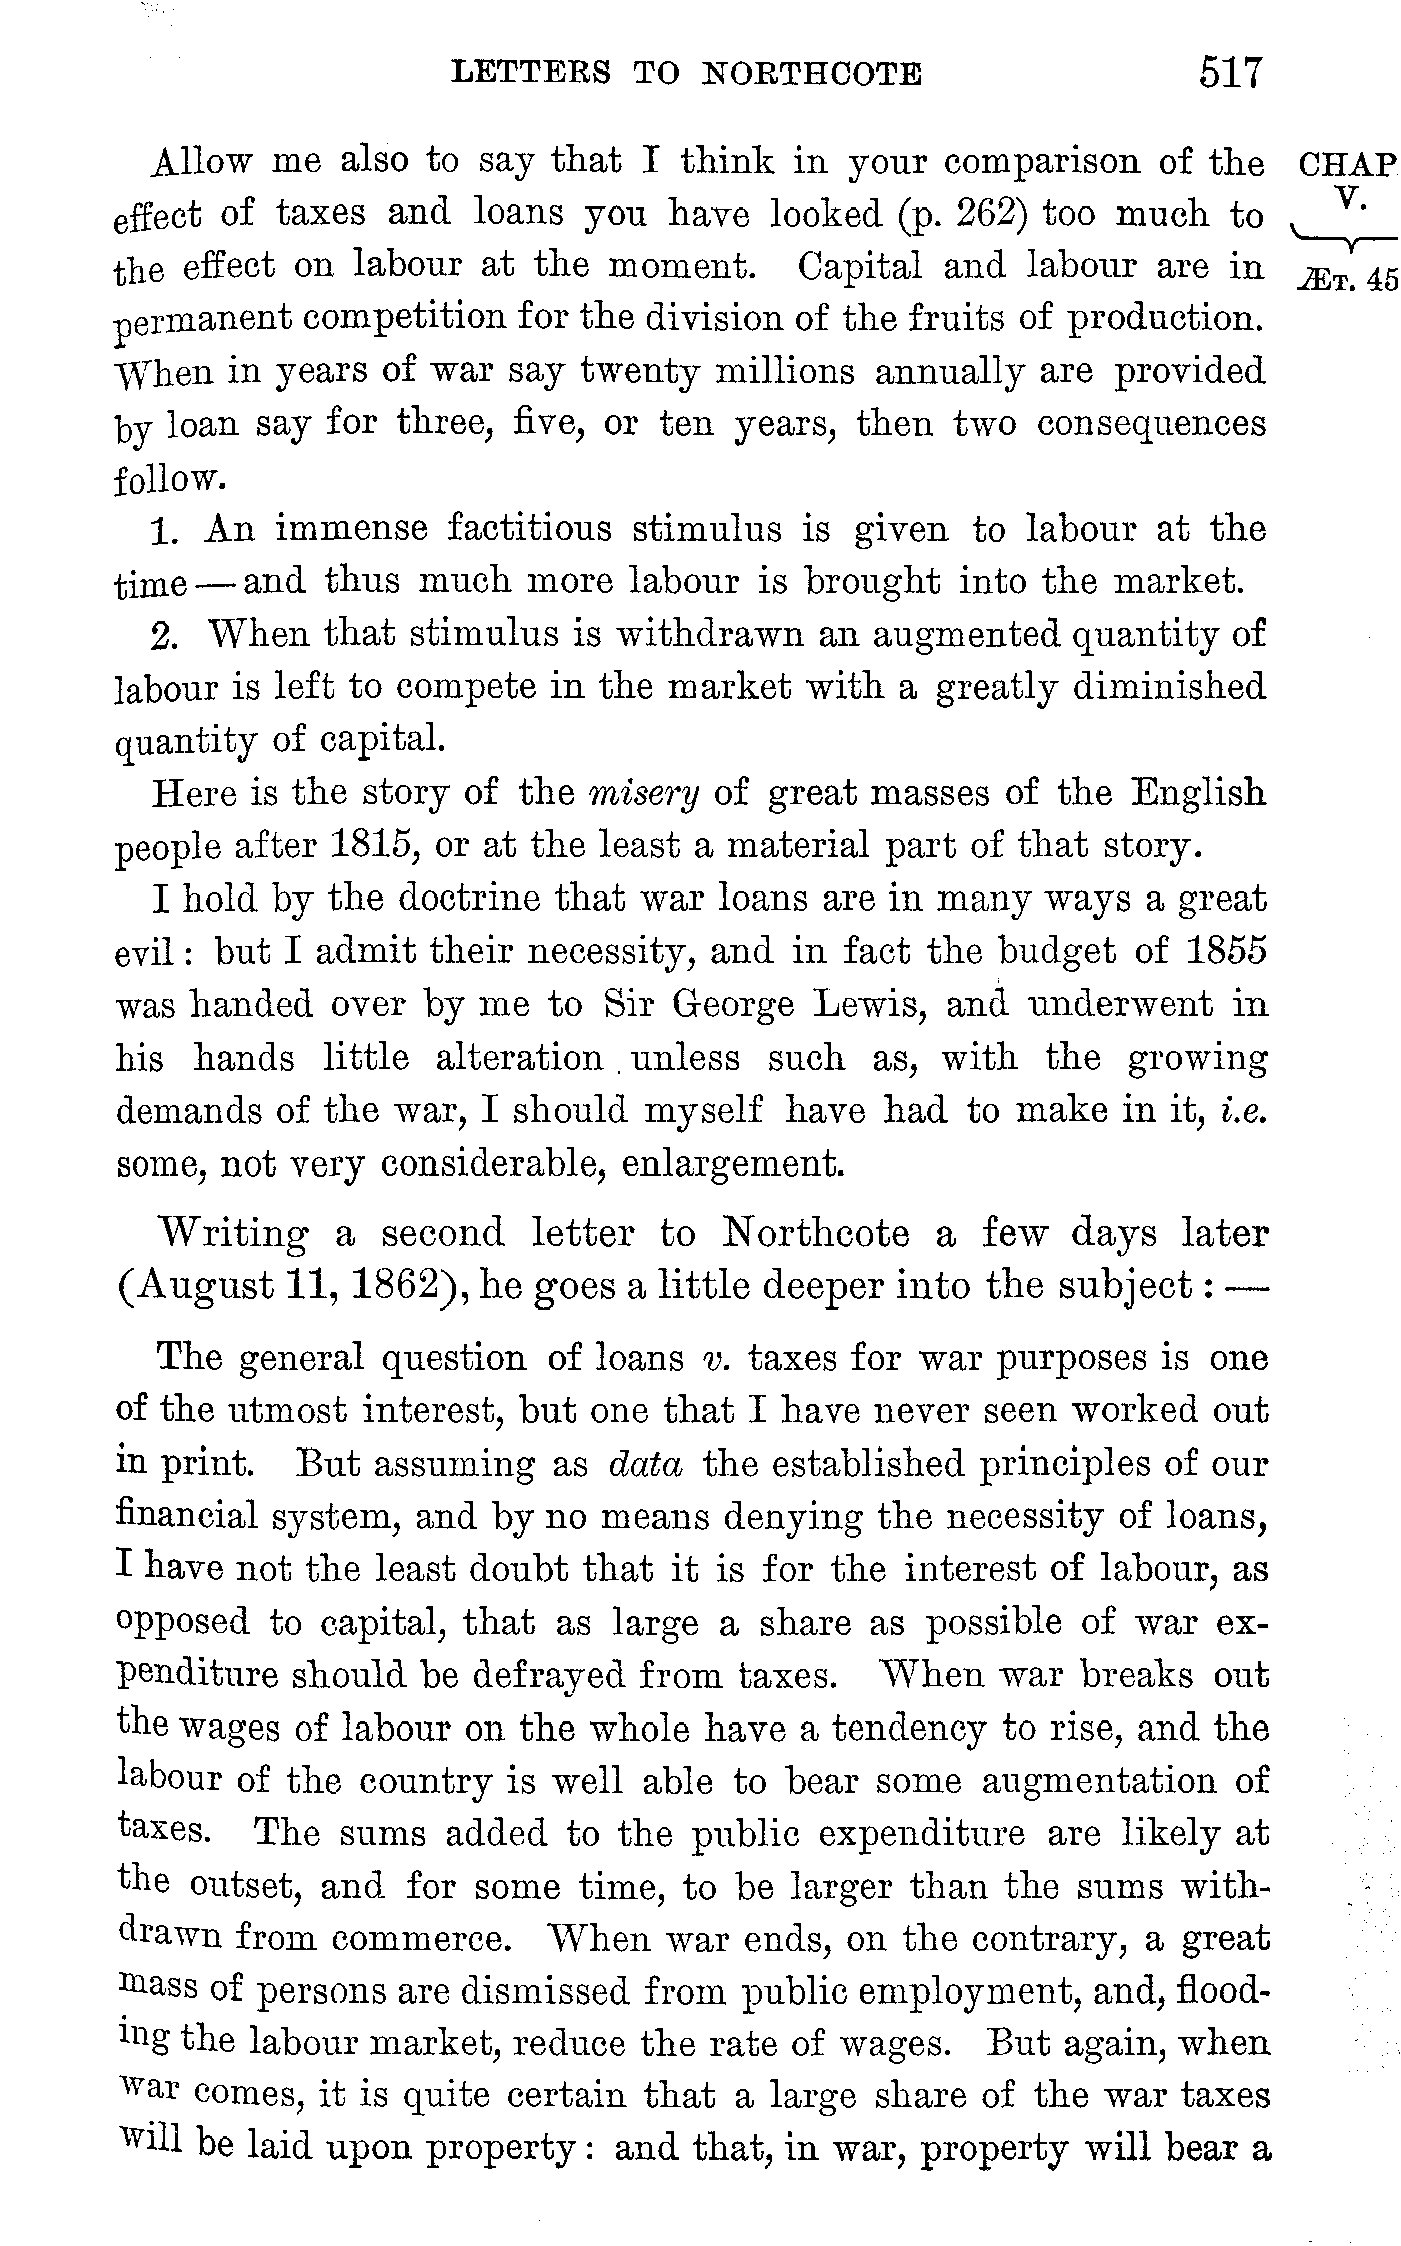 LETTERS TO NORTHCOTE 517
Allow me also to say that I think in your comparison of the
effect of taxes and loans you have looked (p. 262) too much to
the effect on labour at the moment. Capital and labour are in
permanent competition for the division of the fruits of production.
When in years of war say twenty millions annually are provided
by loan say for three, five, or ten years, then two consequences
follow.
1. An immense factitious stimulus is given to labour at the
time — and thus much more labour is brought into the market.
2. When that stimulus is withdrawn an augmented quantity of
labour is left to compete in the market with a greatly diminished
quantity of capital.
Here is the story of the misery of great masses of the English
people after 1815, or at the least a material part of that story.
I hold by the doctrine that war loans are in many ways a great
evil: but I admit their necessity, and in fact the budget of 1855
was handed over by me to Sir George Lewis, and underwent in
his hands little alteration unless such as, with the growing
demands of the war, I should myself have had to make in it, i.e.
some, not very considerable, enlargement.
Writing a second letter to Northcote a few days later
(August 11, 1862), he goes a little deeper into the subject: —
The general question of loans v. taxes for war purposes is one
of the utmost interest, but one that I have never seen worked out
in print. But assuming as data the established principles of our
financial system, and by no means denying the necessity of loans,
I have not the least doubt that it is for the interest of labour, as
opposed to capital, that as large a share as possible of war ex-
penditure should be defrayed from taxes. When war breaks out
the wages of labour on the whole have a tendency to rise, and the
labour of the country is well able to bear some augmentation of
taxes. The sums added to the public expenditure are likely at
the outset, and for some time, to be larger than the sums with-
drawn from commerce. When war ends, on the contrary, a great
mass of persons are dismissed from public employment, and, flood-
ing the labour market, reduce the rate of wages. But again, when
war comes, it is quite certain that a large share of the war taxes
will be laid upon property: and that, in war, property will bear a
CHAP
V.
ÆT. 45